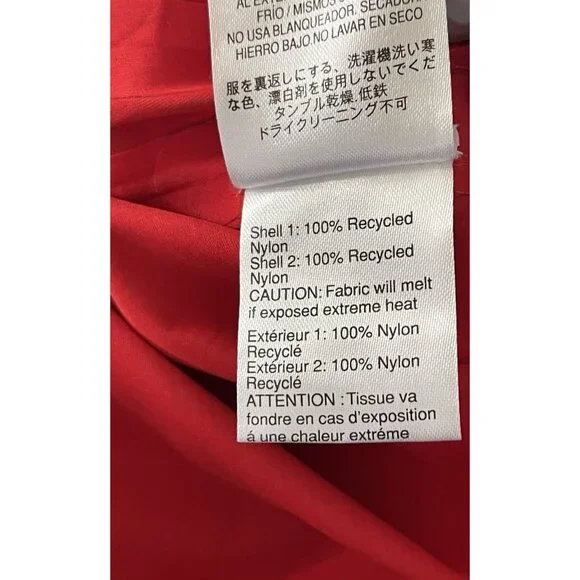 AL EXTE
FRÍO / MISMOS
NO USA BLANQUEADOR. SECADOR
HIERRO BAJO.NO LAVAR EN SECO
服を裏返しにする、洗濯機洗い寒
な色、漂白剤を使用しないでくだ
タンブル乾燥.低鉄
ドライクリーニング不可
Shell 1: 100% Recycled
Nylon
Shell 2: 100% Recycled
Nylon
CAUTION: Fabric will melt
if exposed extreme heat
Extérieur 1: 100% Nylon
Recyclé
Extérieur 2: 100% Nylon
Recyclé
ATTENTION : Tissue va
fondre en cas d'exposition
á une chaleur extréme